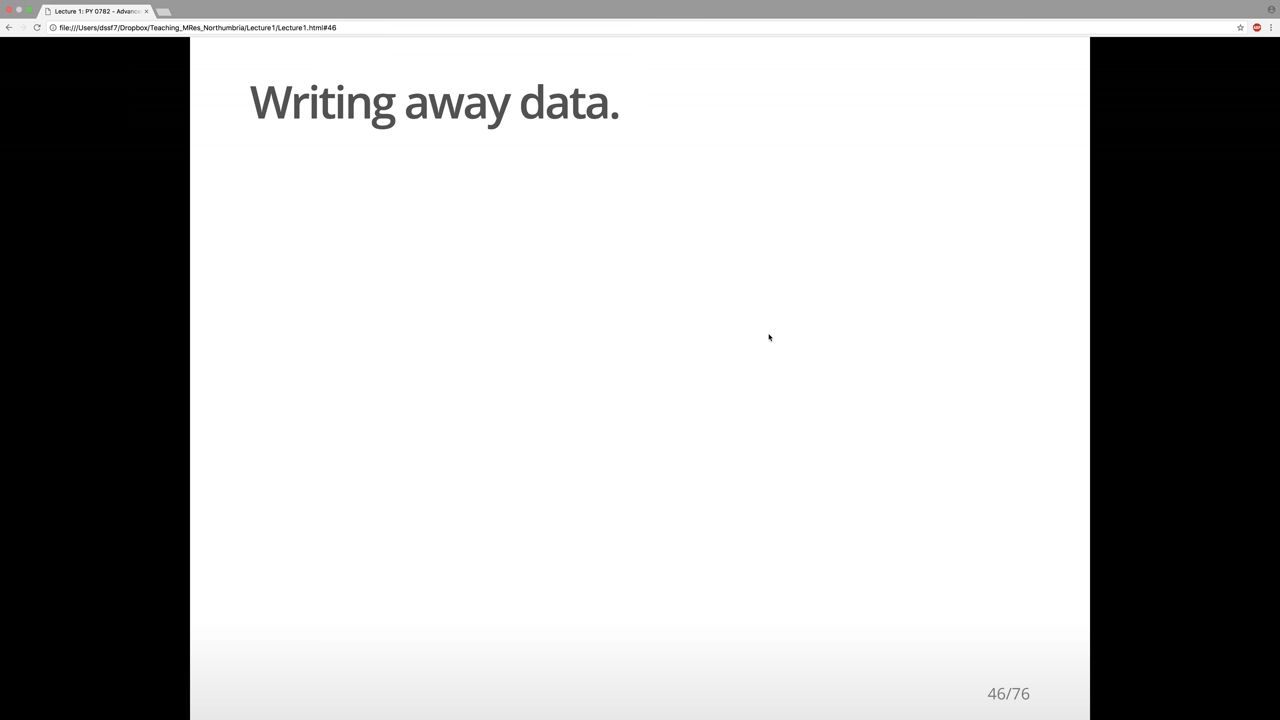 Lecture 1: PY 0782 - Advanc
file:///Users/dssf7/Dropbox/Teaching_MRes_Northumbria/Lecture1/Lecture1.html#46
Writing away data.
46/76